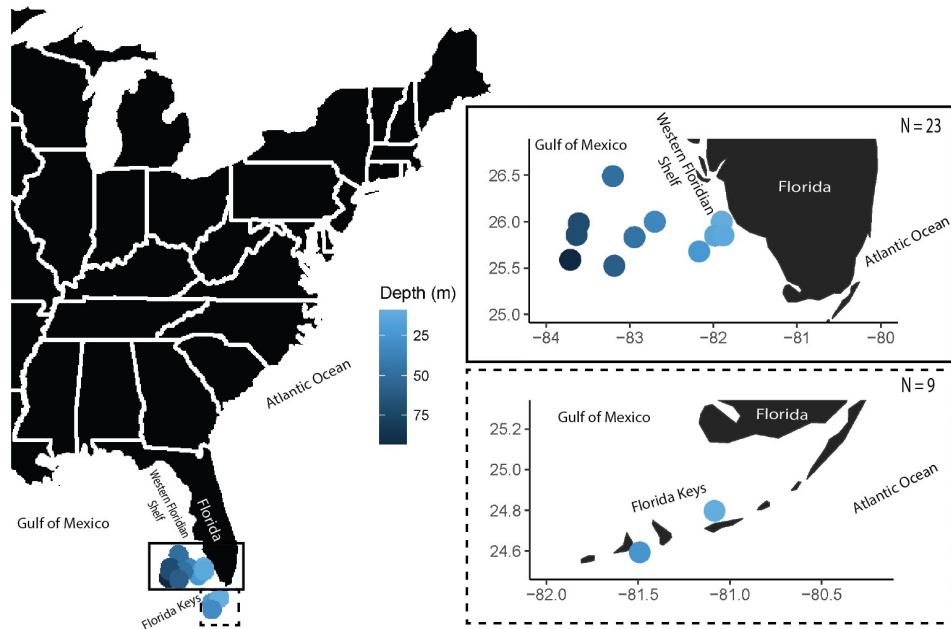 Depth (m)
25
50
75
Atlantic Ocean
Gulf of Mexico
Western Floridian
Shelf
Florida
Florida Keys
N = 23
Gulf of Mexico
Western Floridian
Shelf
Florida
Atlantic Ocean
26.5
26.0
25.5
25.0
−84 −83 −82 −81 −80
N = 9
Gulf of Mexico
Florida
Florida Keys
Atlantic Ocean
25.2
25.0
24.8
24.6
−82.0 −81.5 −81.0 −80.5